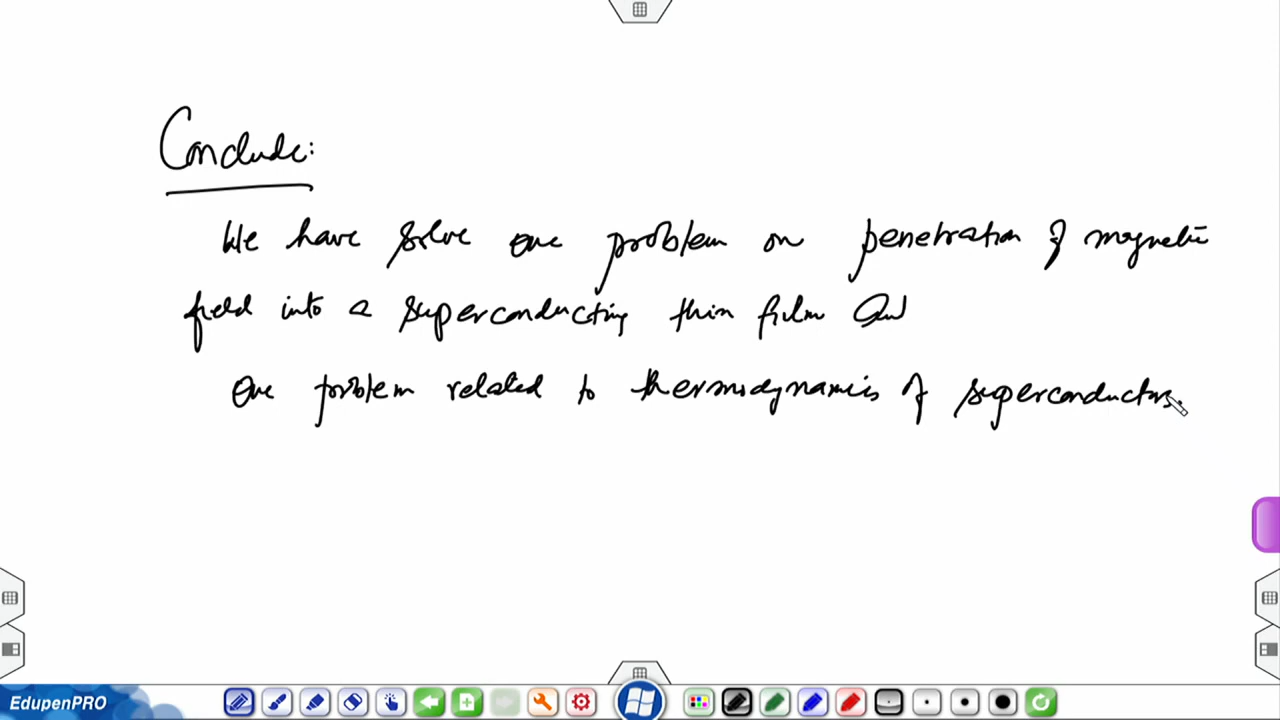 Conclude:
We have solve one problem on penetration of magnetic
field into a superconducting thin film and
One problem related to thermodynamics of superconductors.
EdupenPRO